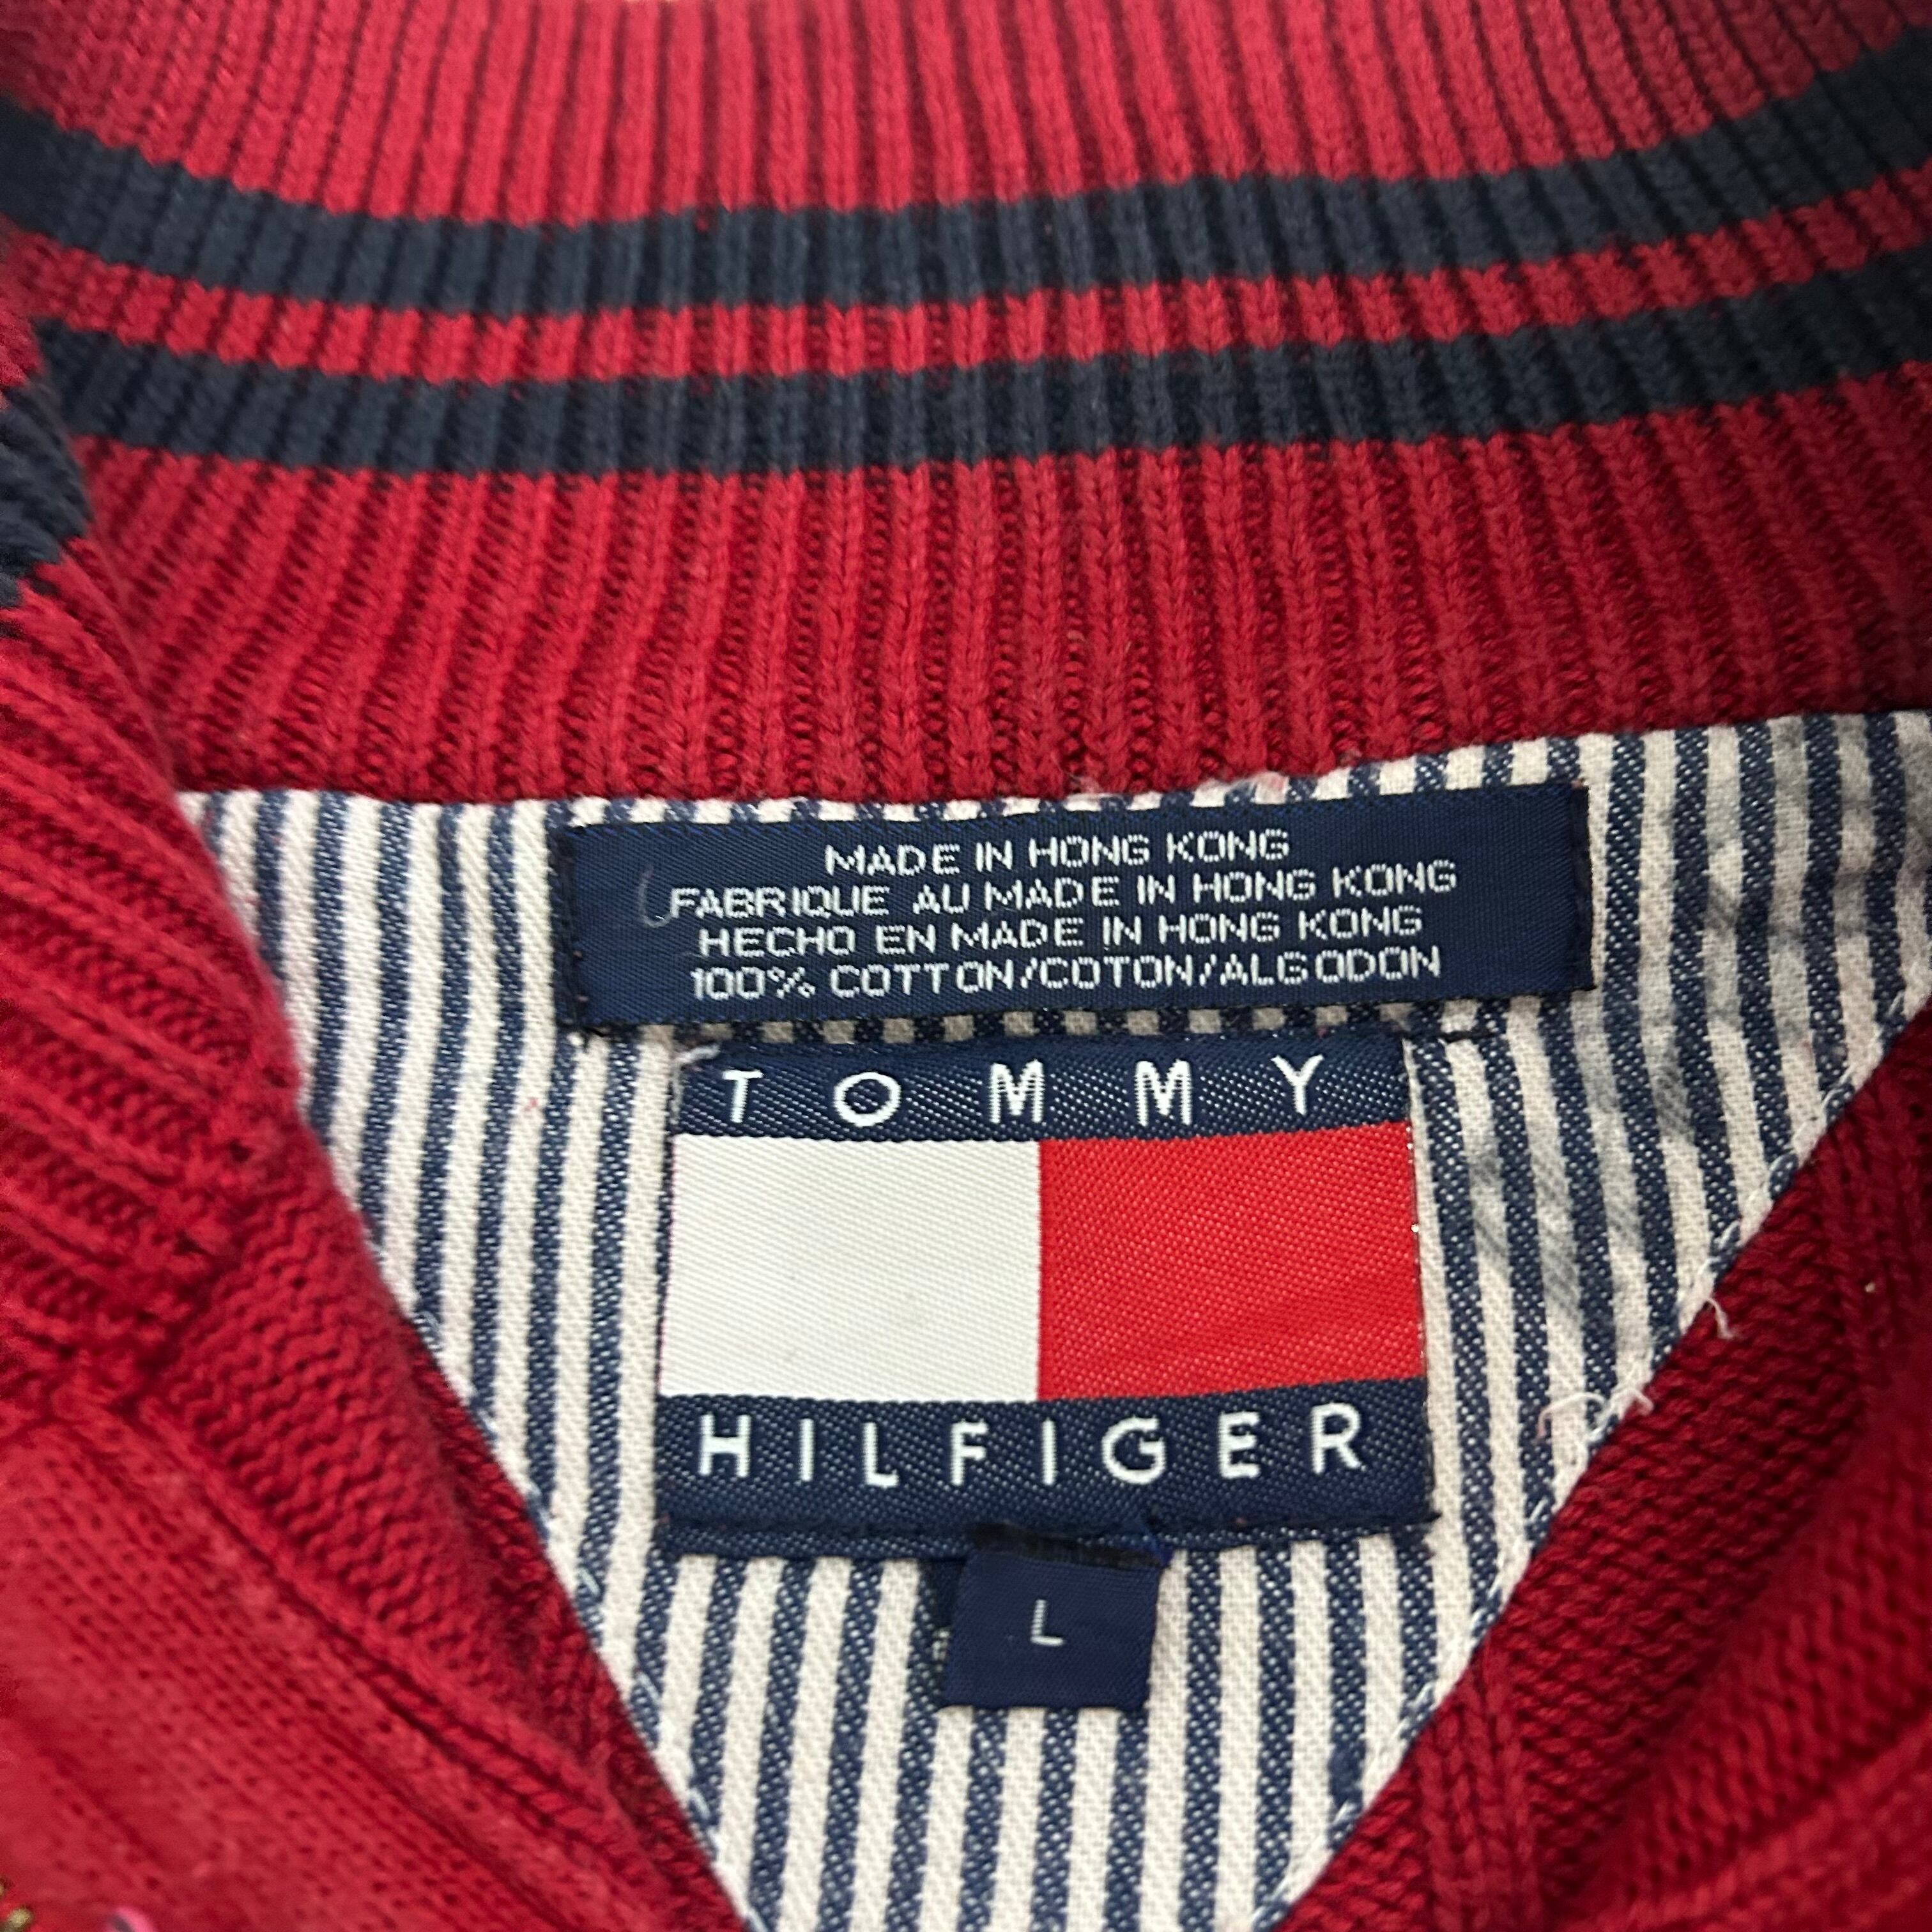 MADE IN HONG KONG
FABRIQUE AU MADE IN HONG KONG
HECHO EN MADE IN HONG KONG
100% COTTON/COTON/ALGODON
TOMMY
HILFIGER
L